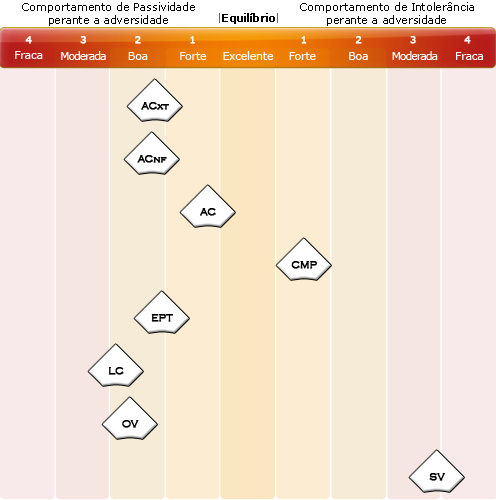 Comportamento de Passividade
perante a adversidade
|Equilíbrio|
Comportamento de Intolerância
perante a adversidade
4 3 2 1 1 2 3 4
Fraca Moderada Boa Forte Excelente Forte Boa Moderada Fraca
ACXT
ACNF
AC
CMP
EPT
LC
OV
SV